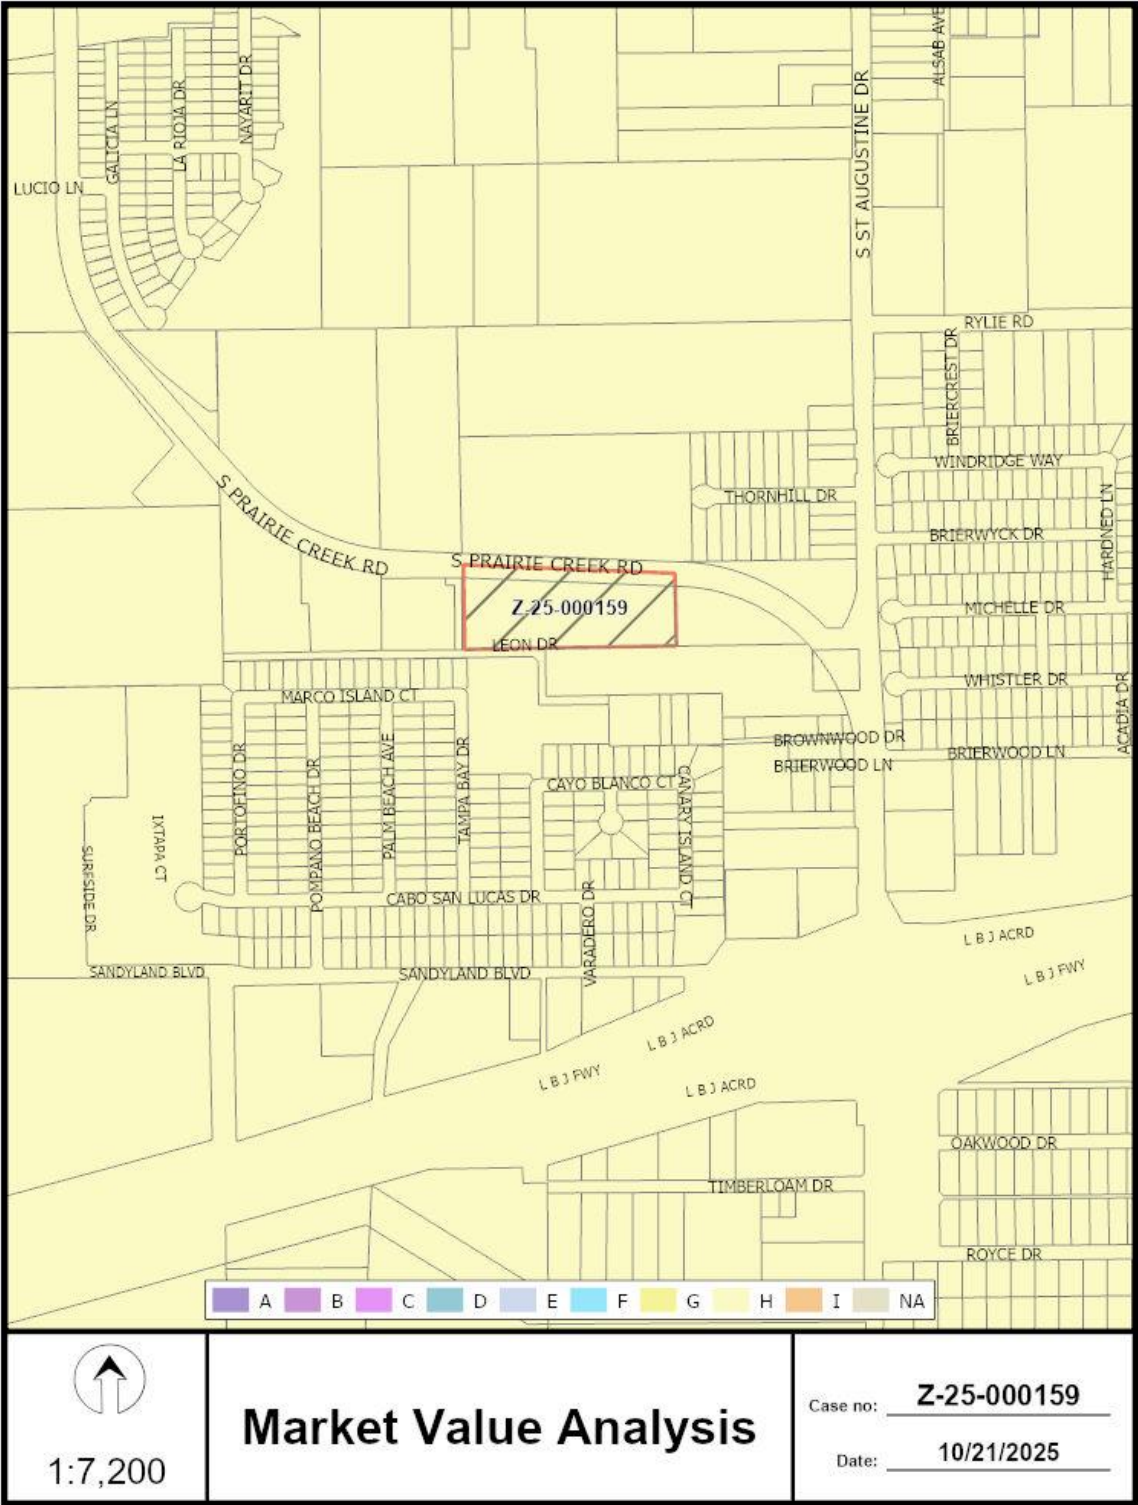 ALSAB AVE
NAYARIT DR
LA RIOJA DR
GALICIA LN
S ST AUGUSTINE DR
LUCIO LN
RYLIE RD
BRIERCREST DR
WINDRIDGE WAY
THORNHILL DR
S PRAIRIE CREEK RD
HARDNED LN
BRIERWYCK DR
S PRAIRIE CREEK RD
Z-25-000159
MICHELLE DR
LEON DR
WHISTLER DR
ACADIA DR
MARCO ISLAND CT
BROWNWOOD DR
BRIERWOOD LN
BRIERWOOD LN
PORTOFINO DR
POMPANO BEACH DR
PALM BEACH AVE
TAMPA BAY DR
CAYO BLANCO CT
CANARY ISLAND CT
IXTAPA CT
SURFSIDE DR
CABO SAN LUCAS DR
VARADERO DR
L B J ACRD
SANDYLAND BLVD
SANDYLAND BLVD
L B J FWY
L B J ACRD
L B J FWY
L B J ACRD
OAKWOOD DR
TIMBERLOAM DR
ROYCE DR
A B C D E F G H I NA
1:7,200
Market Value Analysis
Case no: Z-25-000159
Date: 10/21/2025